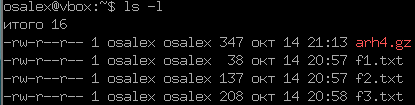 osalex@vbox:~$ ls -l
итого 16
-rw-r--r-- 1 osalex osalex 347 окт 14 21:13 arh4.gz
-rw-r--r-- 1 osalex osalex  38 окт 14 20:57 f1.txt
-rw-r--r-- 1 osalex osalex 137 окт 14 20:57 f2.txt
-rw-r--r-- 1 osalex osalex 208 окт 14 20:58 f3.txt